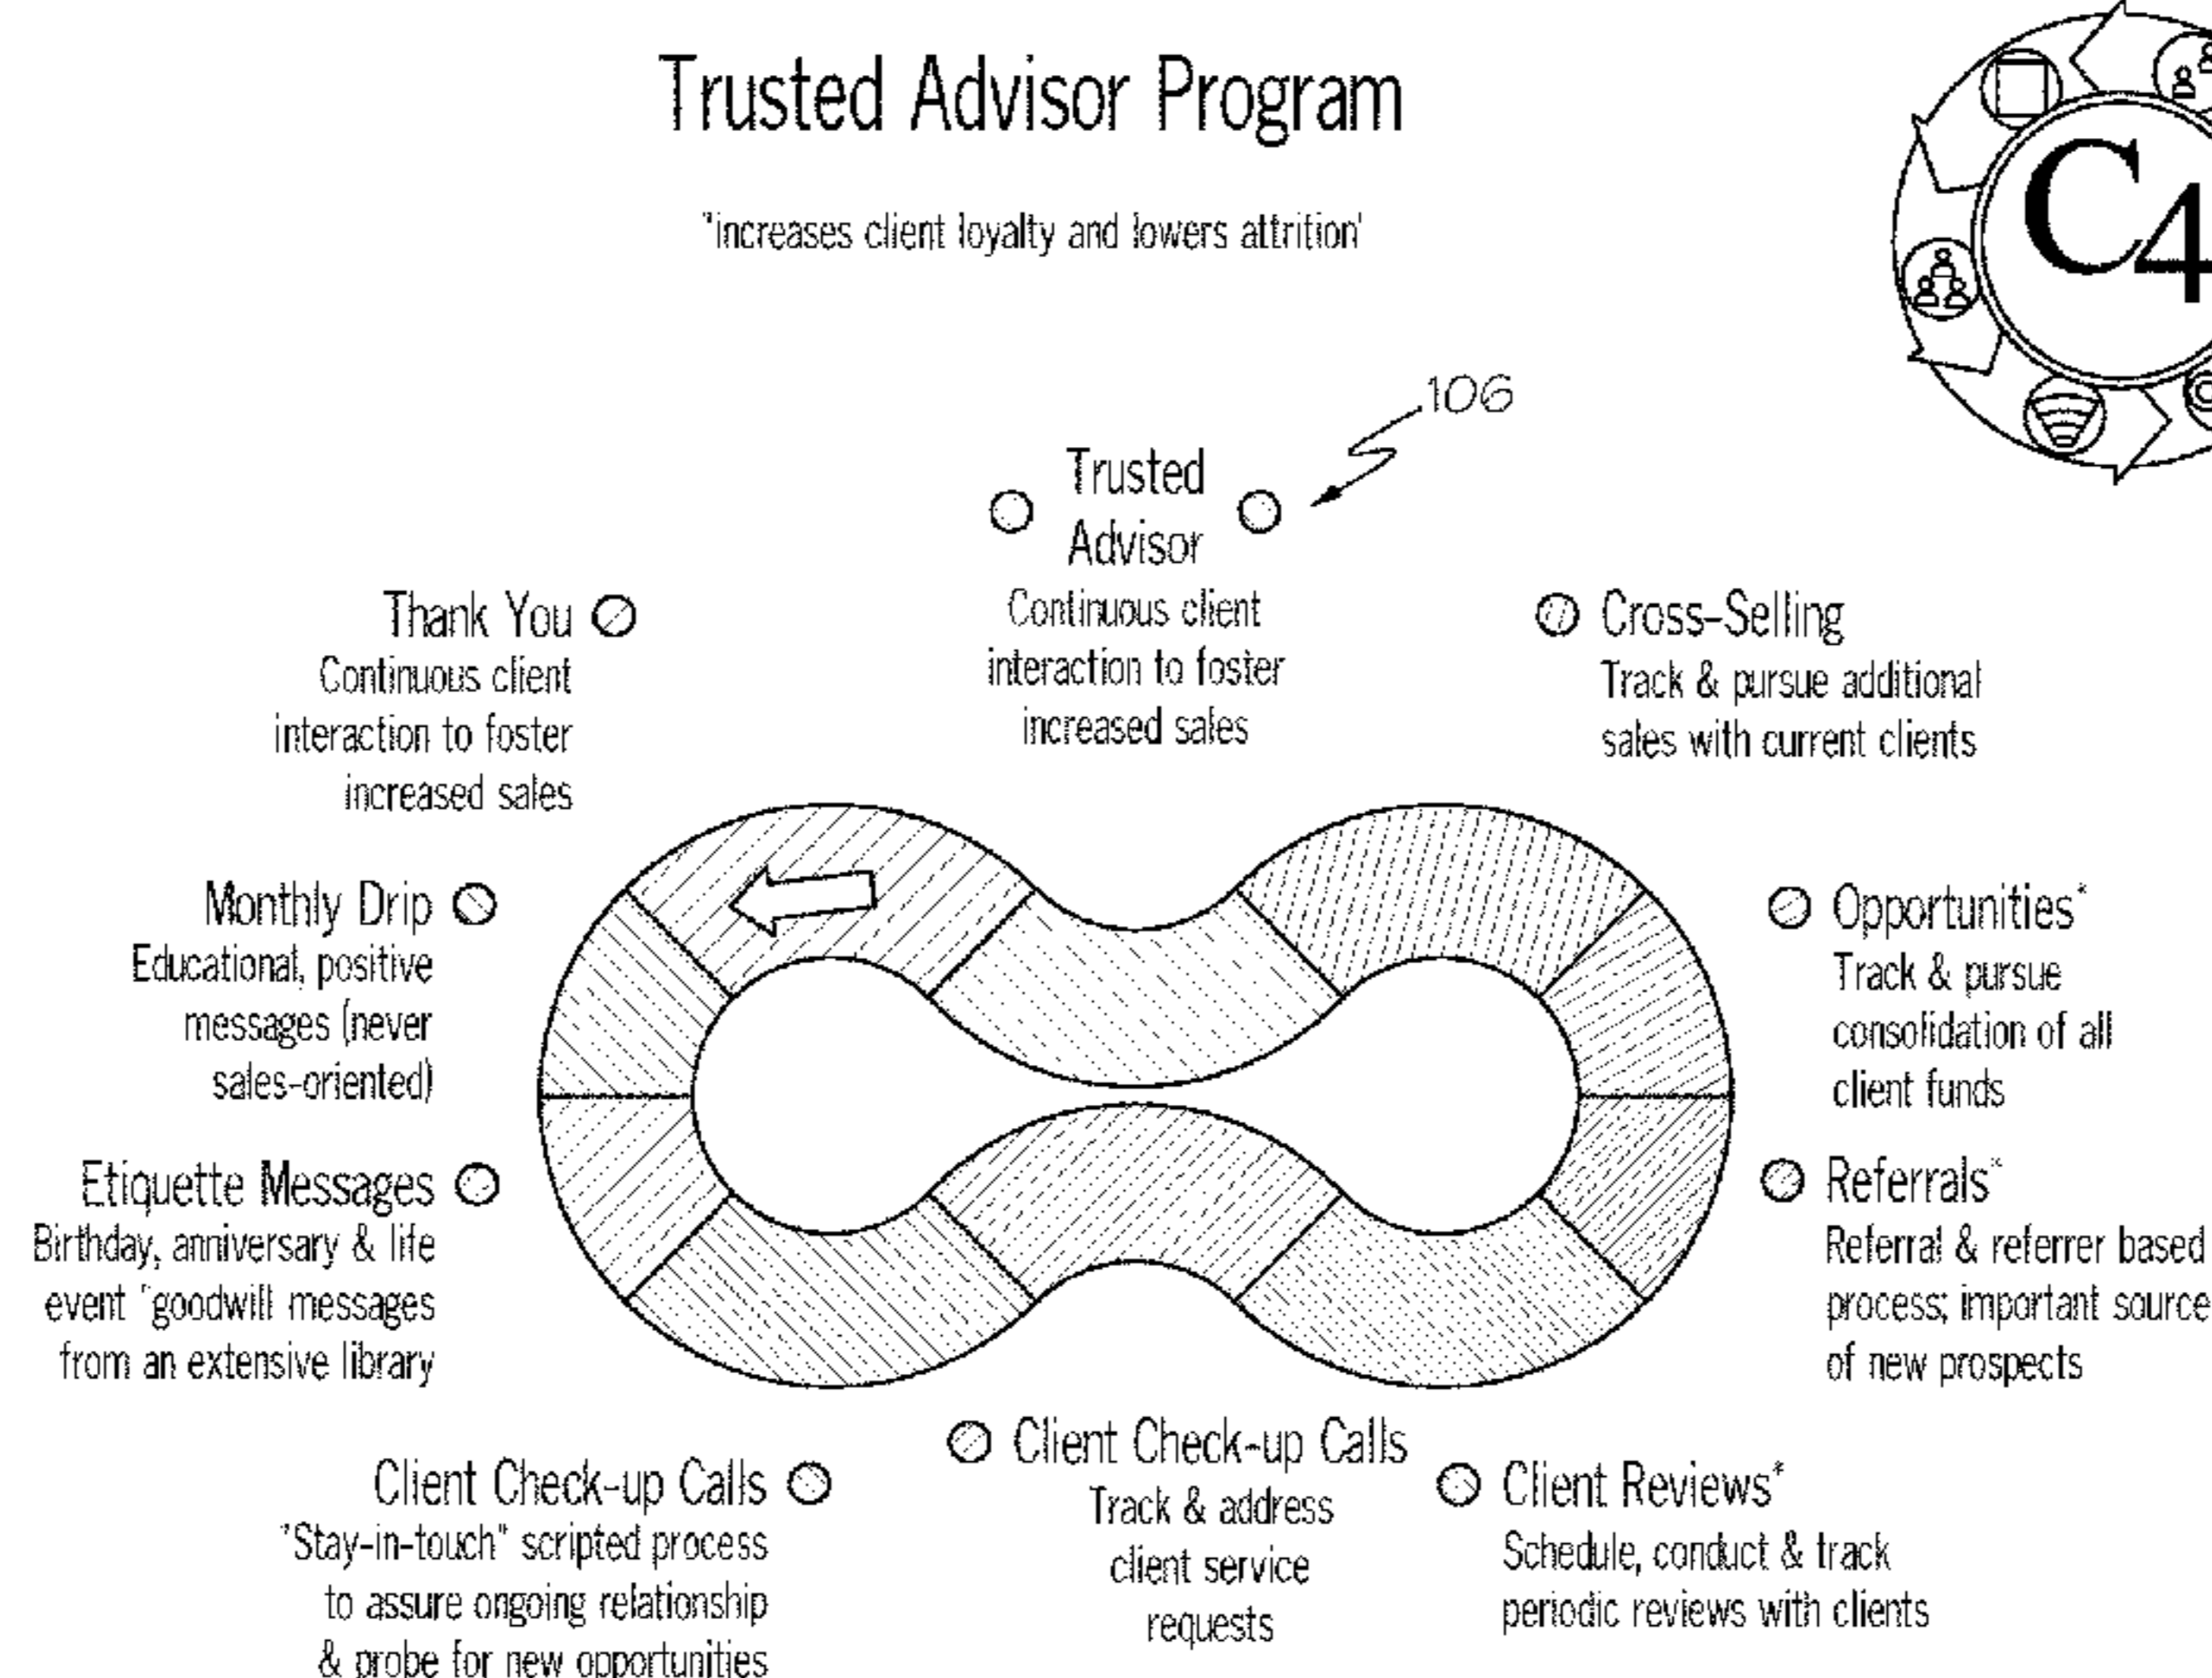 Trusted Advisor Program
"increases client loyalty and lowers attrition'
C4
106
Trusted
Advisor
Continuous client
interaction to foster
increased sales
Thank You
Continuous client
interaction to foster
increased sales
Cross-Selling
Track & pursue additional
sales with current clients
Monthly Drip
Educational, positive
messages (never
sales-oriented)
Opportunities*
Track & pursue
consolidation of all
client funds
Etiquette Messages
Birthday, anniversary & life
event "goodwill messages
from an extensive library
Referrals*
Referral & referrer based
process; important source
of new prospects
Client Check-up Calls
"Stay-in-touch" scripted process
to assure ongoing relationship
& probe for new opportunities
Client Check-up Calls
Track & address
client service
requests
Client Reviews*
Schedule, conduct & track
periodic reviews with clients